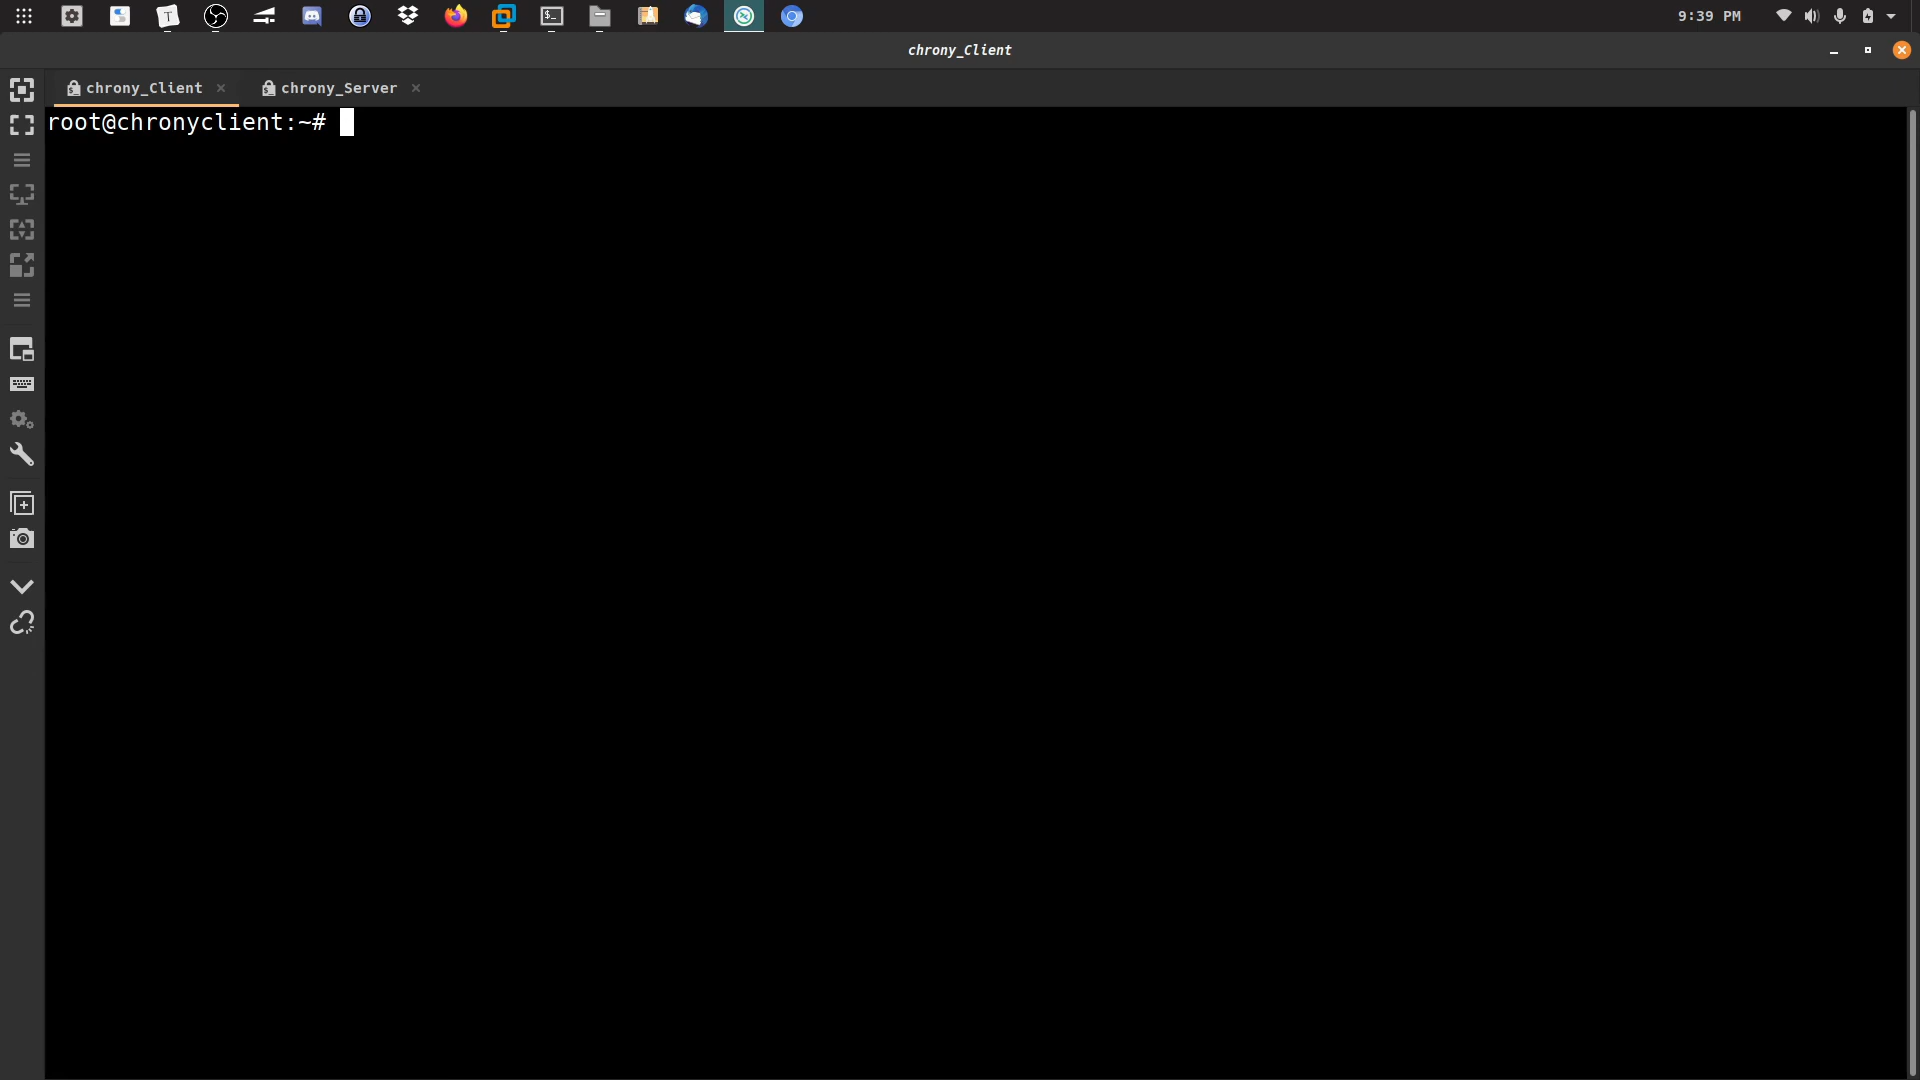 9:39 PM
chrony_Client
chrony_Client
chrony_Server
root@chronyclient:~#